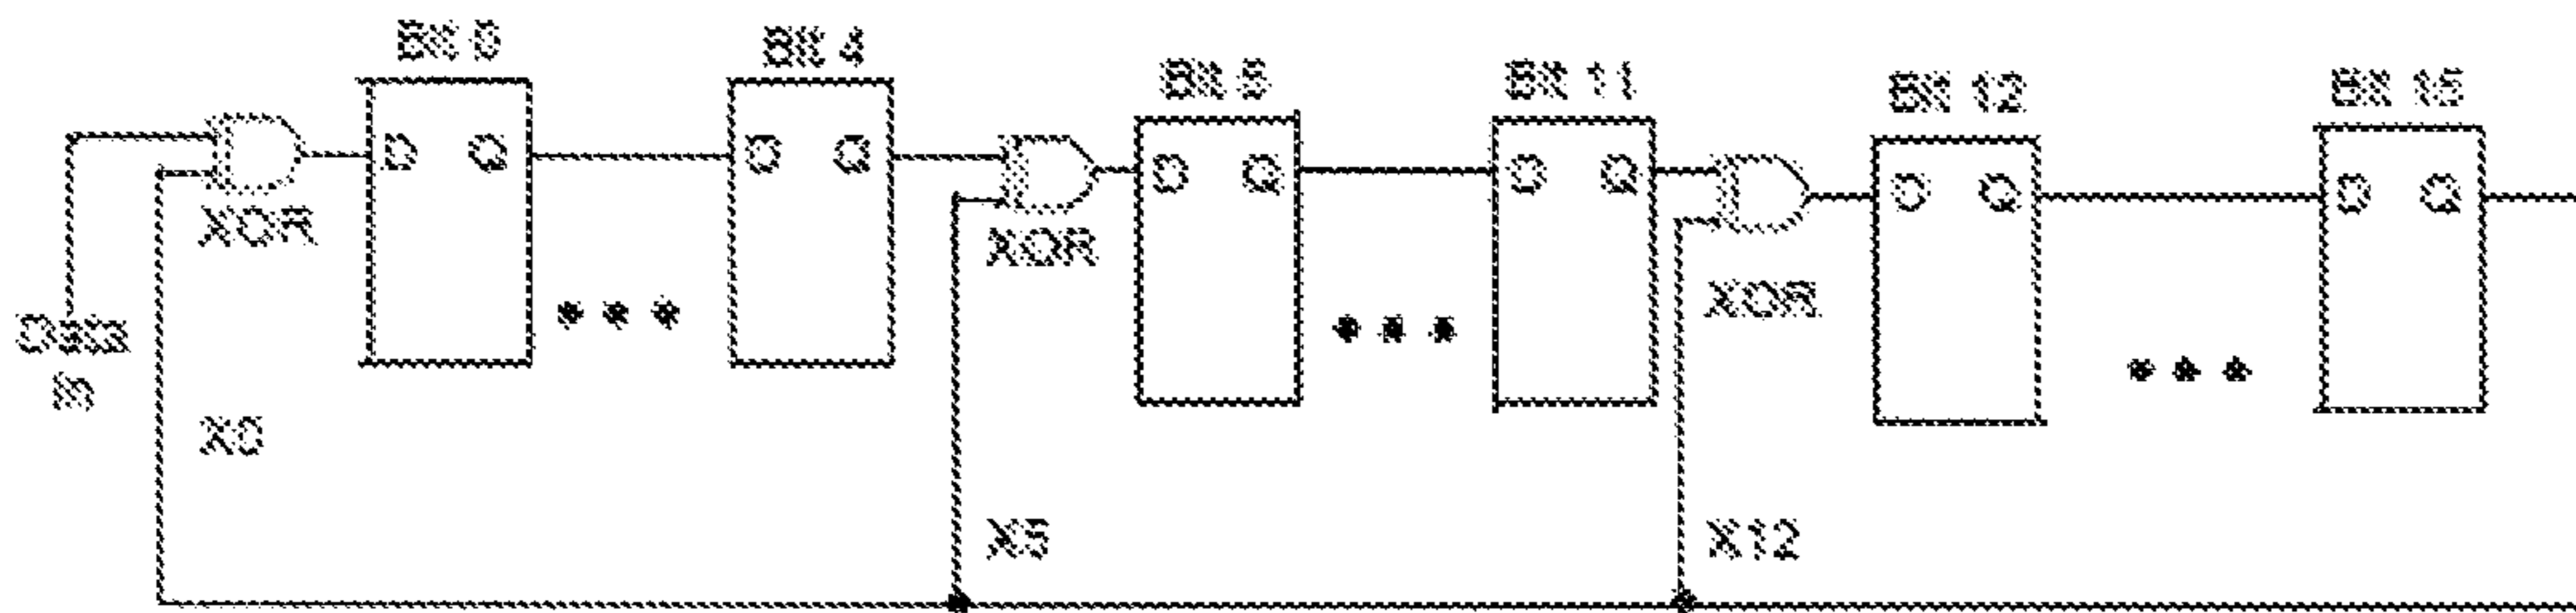 Bit 0
Bit 4
Bit 5
Bit 11
Bit 12
Bit 15
D Q
D Q
D Q
D Q
D Q
D Q
XOR
XOR
XOR
Data
In
X0
X5
X12